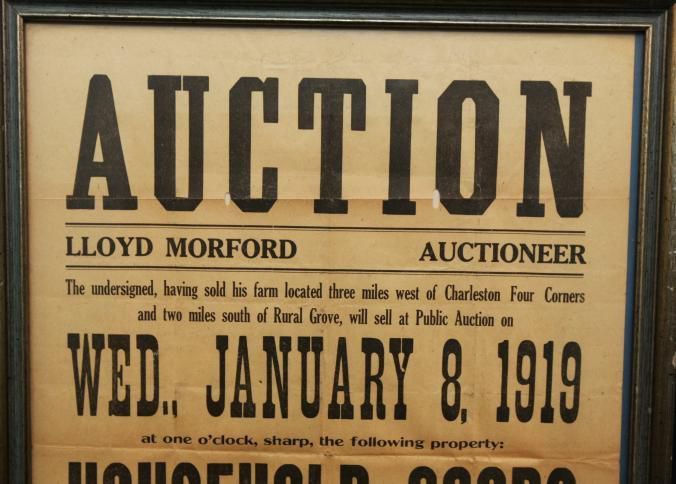 AUCTION
LLOYD MORFORD AUCTIONEER
The undersigned, having sold his farm located three miles west of Charleston Four Corners
and two miles south of Rural Grove, will sell at Public Auction on
WED., JANUARY 8, 1919
at one o'clock, sharp, the following property:
HOUSEHOLD GOODS